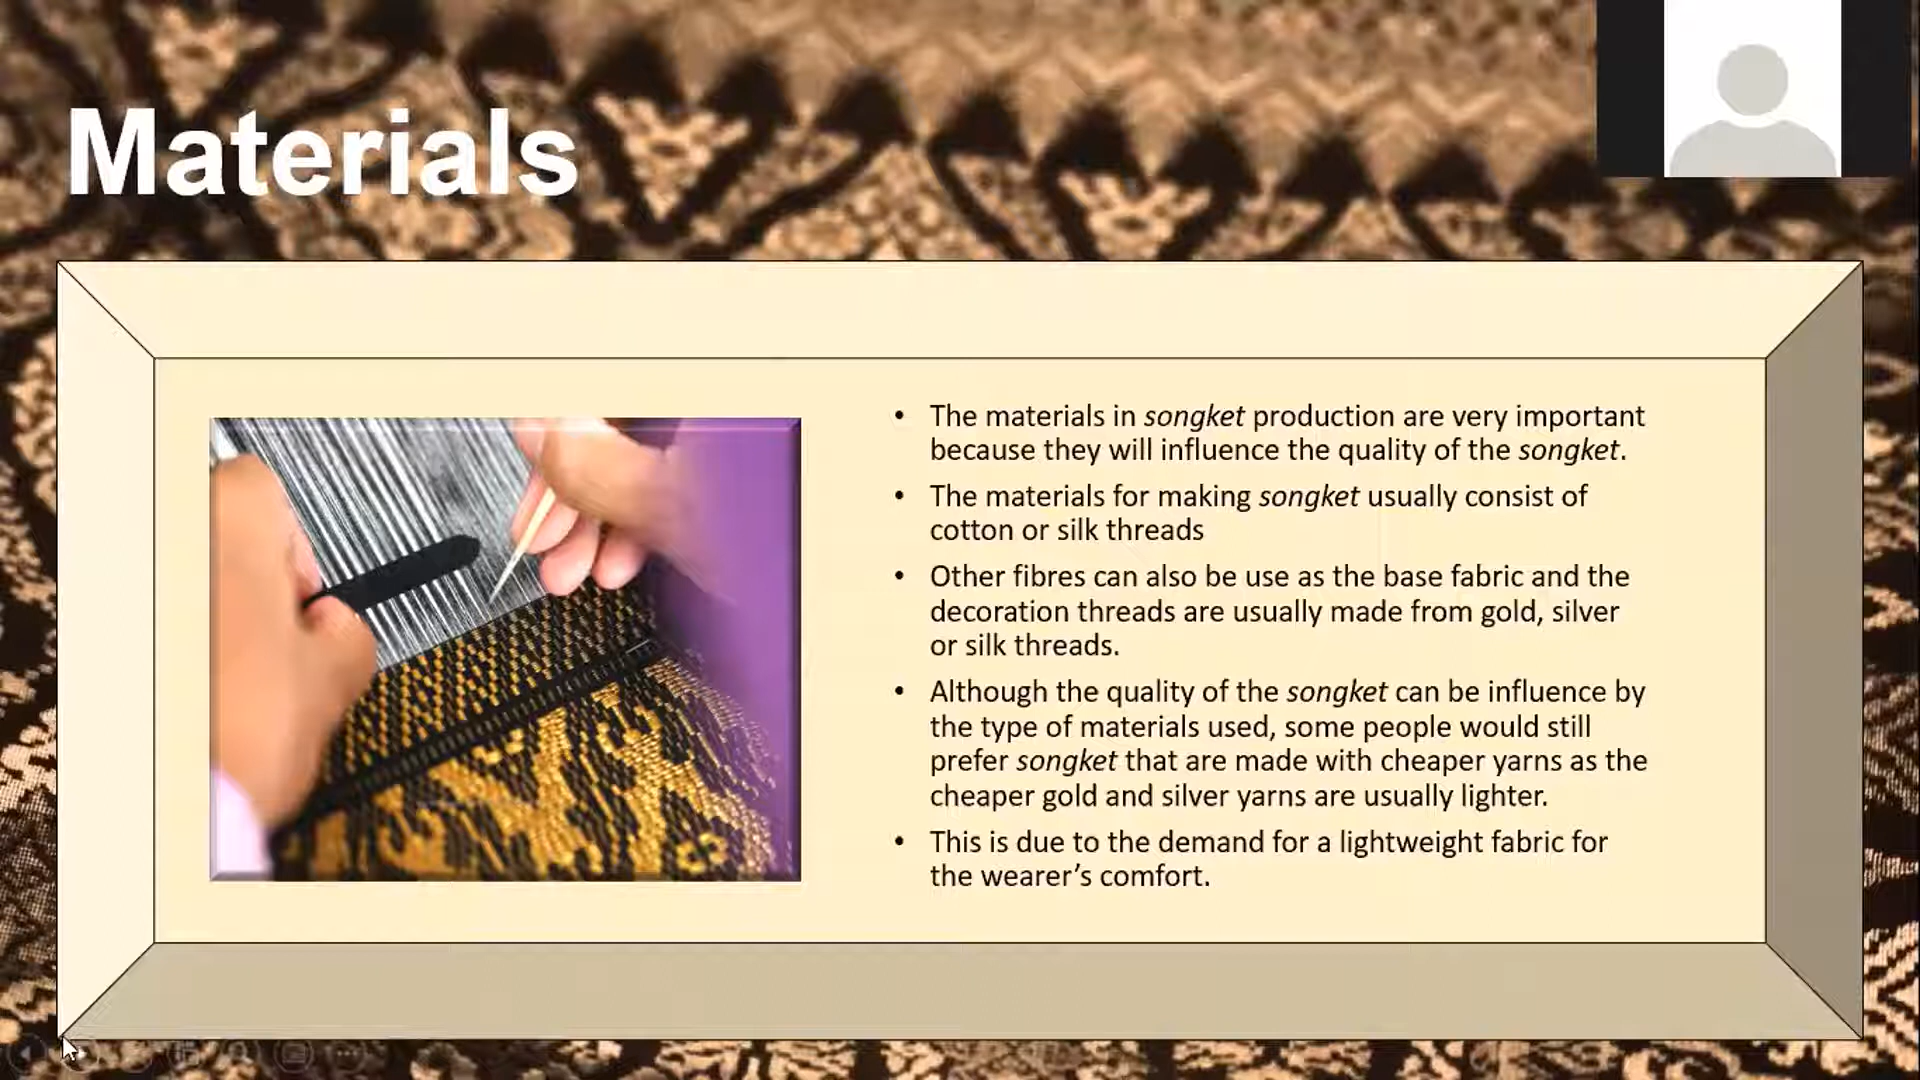 Materials
• The materials in songket production are very important
because they will influence the quality of the songket.
• The materials for making songket usually consist of
cotton or silk threads
• Other fibres can also be use as the base fabric and the
decoration threads are usually made from gold, silver
or silk threads.
• Although the quality of the songket can be influence by
the type of materials used, some people would still
prefer songket that are made with cheaper yarns as the
cheaper gold and silver yarns are usually lighter.
• This is due to the demand for a lightweight fabric for
the wearer’s comfort.